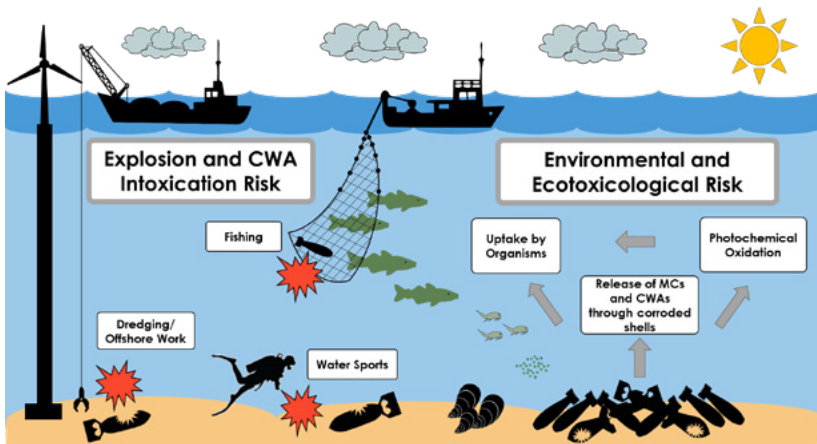 Explosion and CWA
Intoxication Risk
Environmental and
Ecotoxicological Risk
Fishing
Uptake by
Organisms
Photochemical
Oxidation
Release of MCs
and CWAs
through corroded
shells
Dredging/
Offshore Work
Water Sports